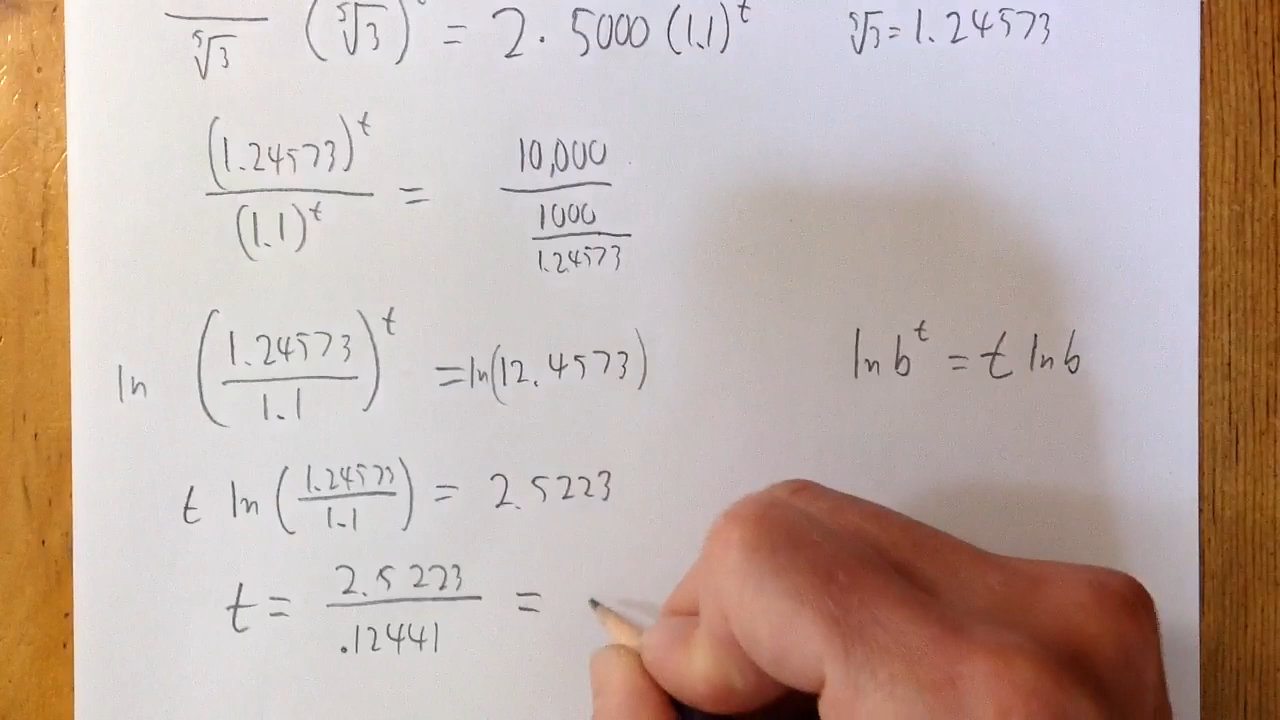 ⁵√3 (⁵√3) = 2 · 5000 (1.1)^t ⁵√3 = 1.24573
(1.24573)^t / (1.1)^t = 10,000 / (1000 / 1.24573)
ln (1.24573 / 1.1)^t = ln(12.4573) ln b^t = t ln b
t ln (1.24573 / 1.1) = 2.5223
t = 2.5223 / .12441 =